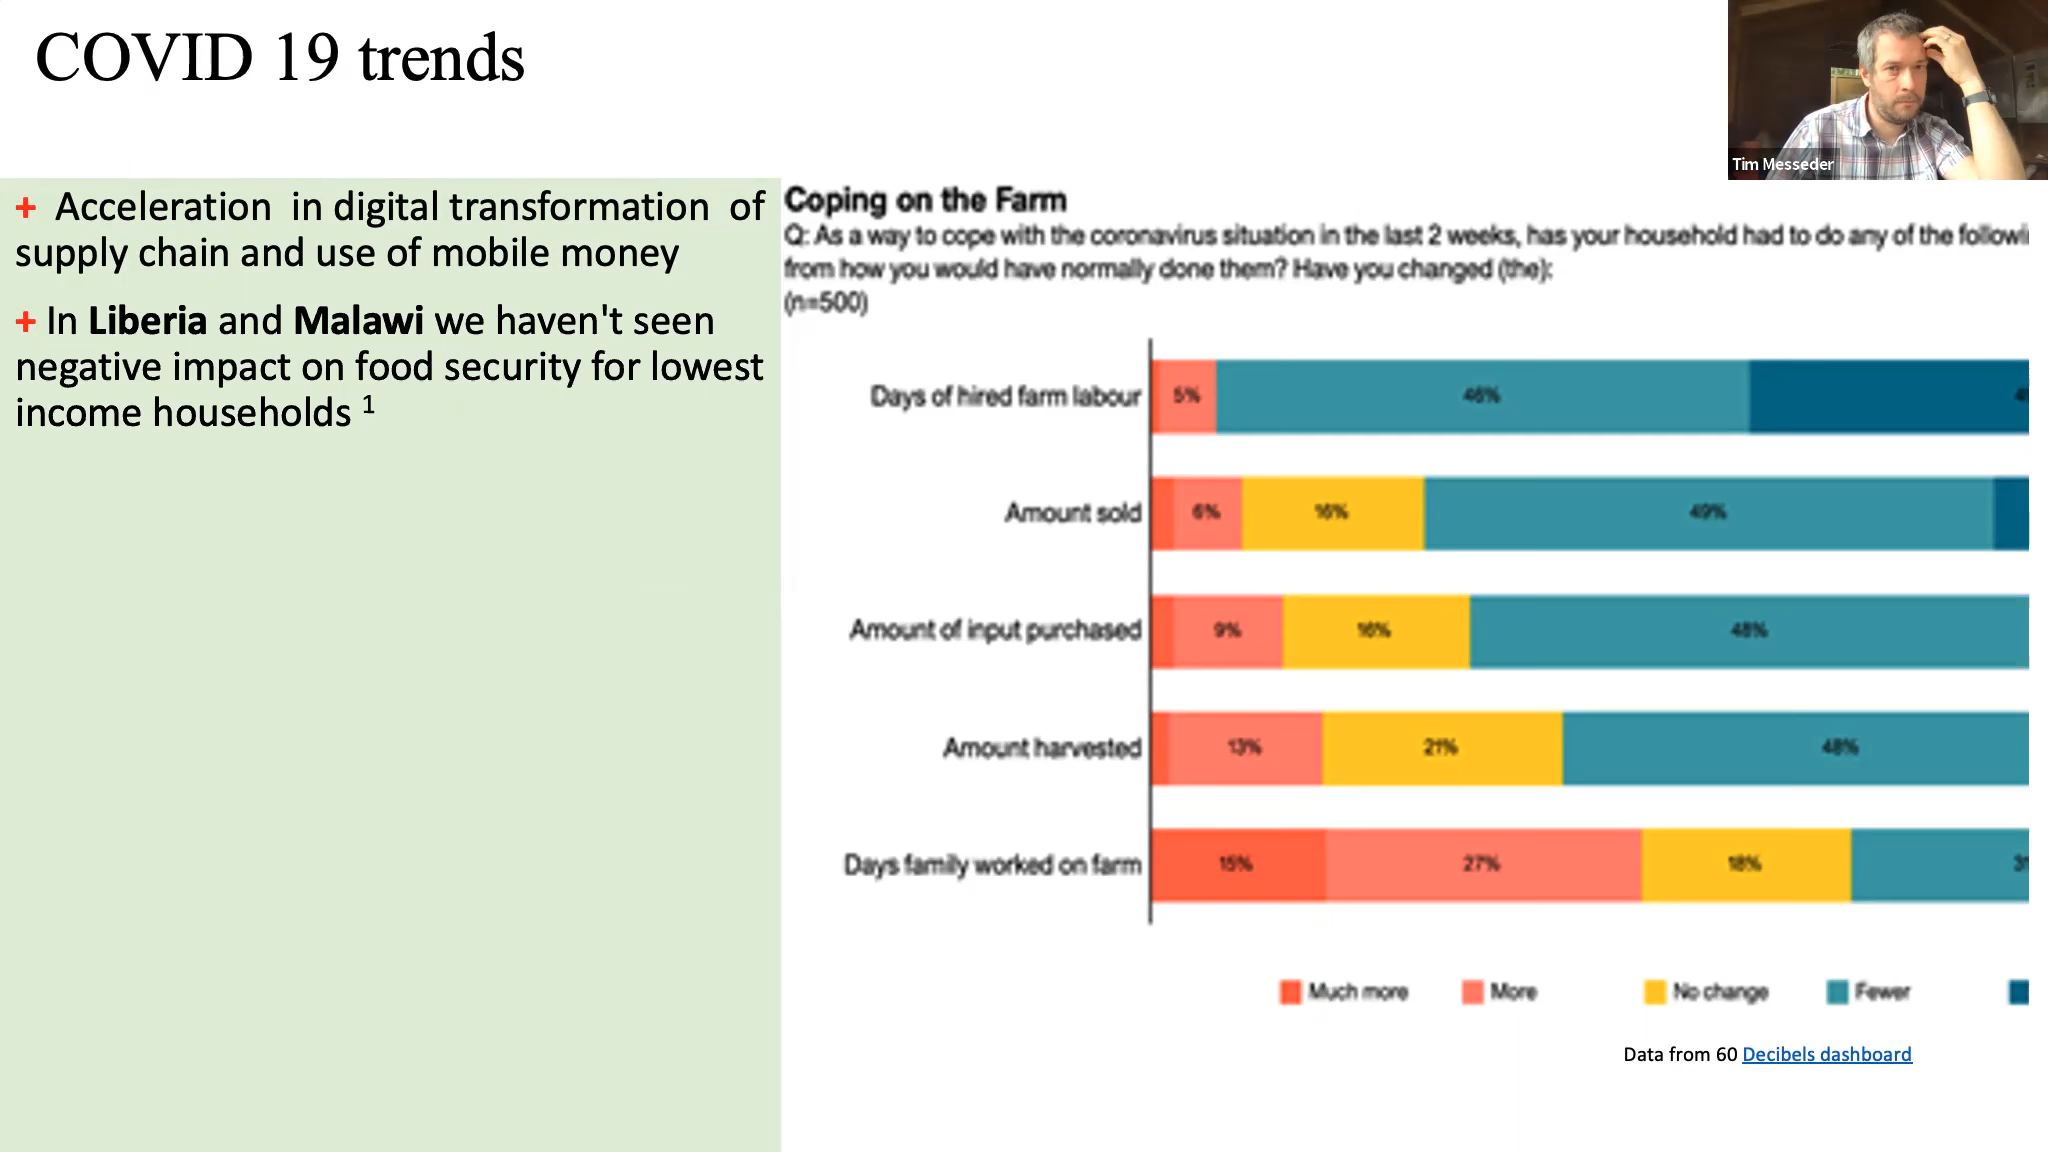 COVID 19 trends
Tim Messeder
+ Acceleration in digital transformation of
supply chain and use of mobile money
+ In Liberia and Malawi we haven't seen
negative impact on food security for lowest
income households 1
Coping on the Farm
Q: As a way to cope with the coronavirus situation in the last 2 weeks, has your household had to do any of the
from how you would have normally done them? Have you changed (the):
(n=500)
Days of hired farm labour 5% 46%
Amount sold 6% 16% 49%
Amount of input purchased 9% 16% 48%
Amount harvested 13% 21% 48%
Days family worked on farm 15% 27% 18%
Much more More No change Fewer
Data from 60 Decibels dashboard